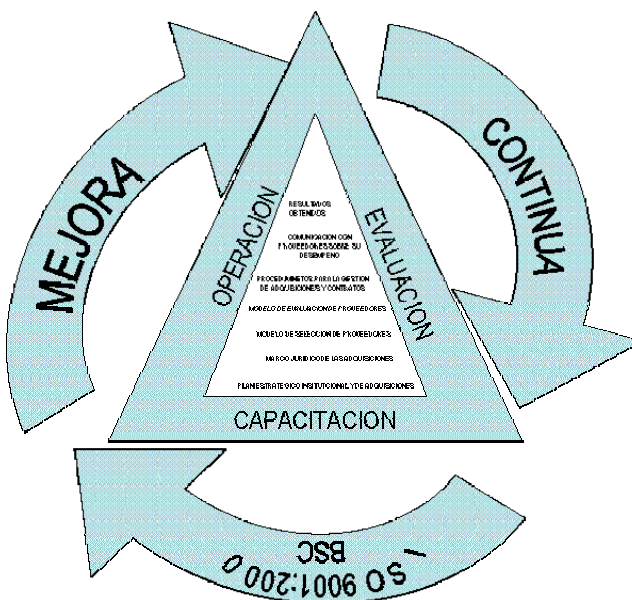 MEJORA
CONTINUA
OPERACION
EVALUACION
RESULTADOS
OBTENIDOS
COMUNICACION CON
PROVEEDORES SOBRE SU
DESEMPEÑO
PROCEDIMIENTOS PARA LA GESTION
DE ADQUISICIONES Y CONTRATOS
MODELO DE EVALUACION DE PROVEEDORES
MODELO DE SELECCION DE PROVEEDORES
MARCO JURIDICO DE LAS ADQUISICIONES
PLAN ESTRATEGICO INSTITUCIONAL Y DE ADQUISICIONES
CAPACITACION
BSC
ISO 9001:2000